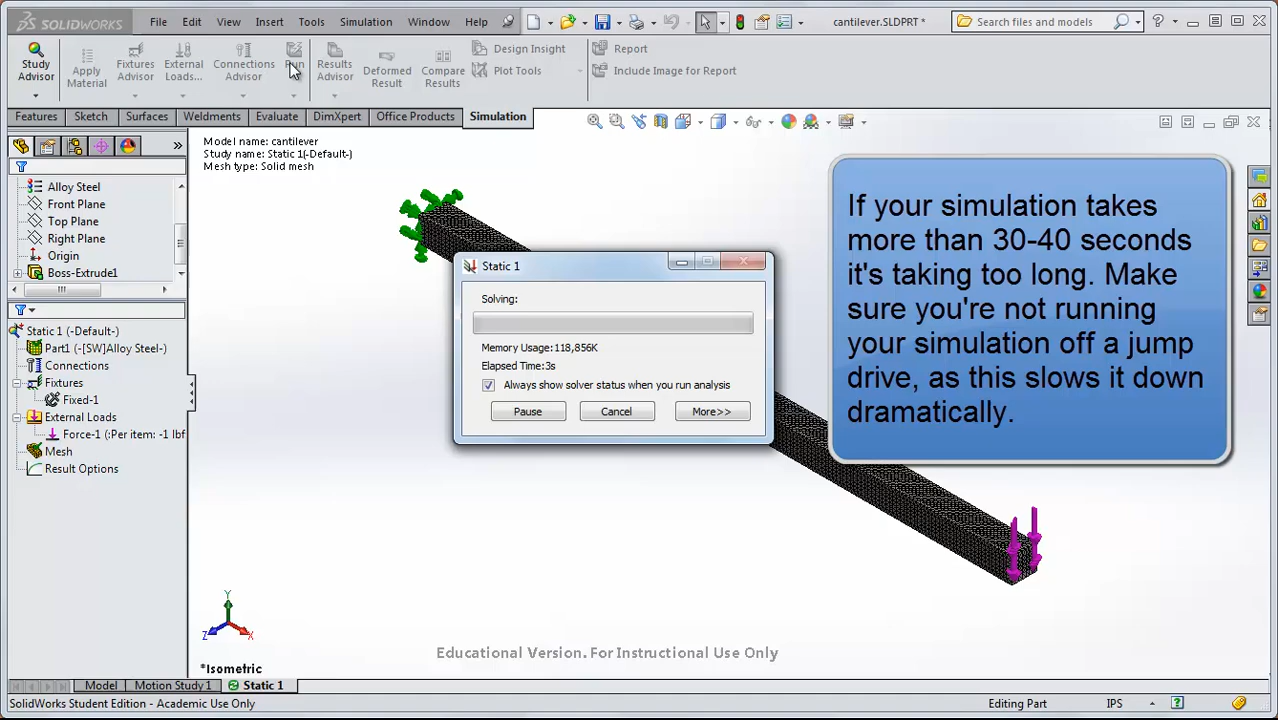 SOLIDWORKS File Edit View Insert Tools Simulation Window Help cantilever.SLDPRT * Search files and models
Study Advisor
Apply Material
Fixtures Advisor
External Loads...
Connections Advisor
Run
Results Advisor
Deformed Result
Compare Results
Design Insight
Plot Tools
Report
Include Image for Report
Features Sketch Surfaces Weldments Evaluate DimXpert Office Products Simulation
Model name: cantilever
Study name: Static 1(-Default-)
Mesh type: Solid mesh
Alloy Steel
Front Plane
Top Plane
Right Plane
Origin
Boss-Extrude1
Static 1 (-Default-)
Part1 (-[SW]Alloy Steel-)
Connections
Fixtures
Fixed-1
External Loads
Force-1 (:Per item: -1 lbf
Mesh
Result Options
Static 1
Solving:
Memory Usage:118,856K
Elapsed Time:3s
Always show solver status when you run analysis
Pause Cancel More>>
If your simulation takes
more than 30-40 seconds
it's taking too long. Make
sure you're not running
your simulation off a jump
drive, as this slows it down
dramatically.
Y
Z X
Educational Version. For Instructional Use Only
*Isometric
Model Motion Study 1 Static 1
SolidWorks Student Edition - Academic Use Only Editing Part IPS